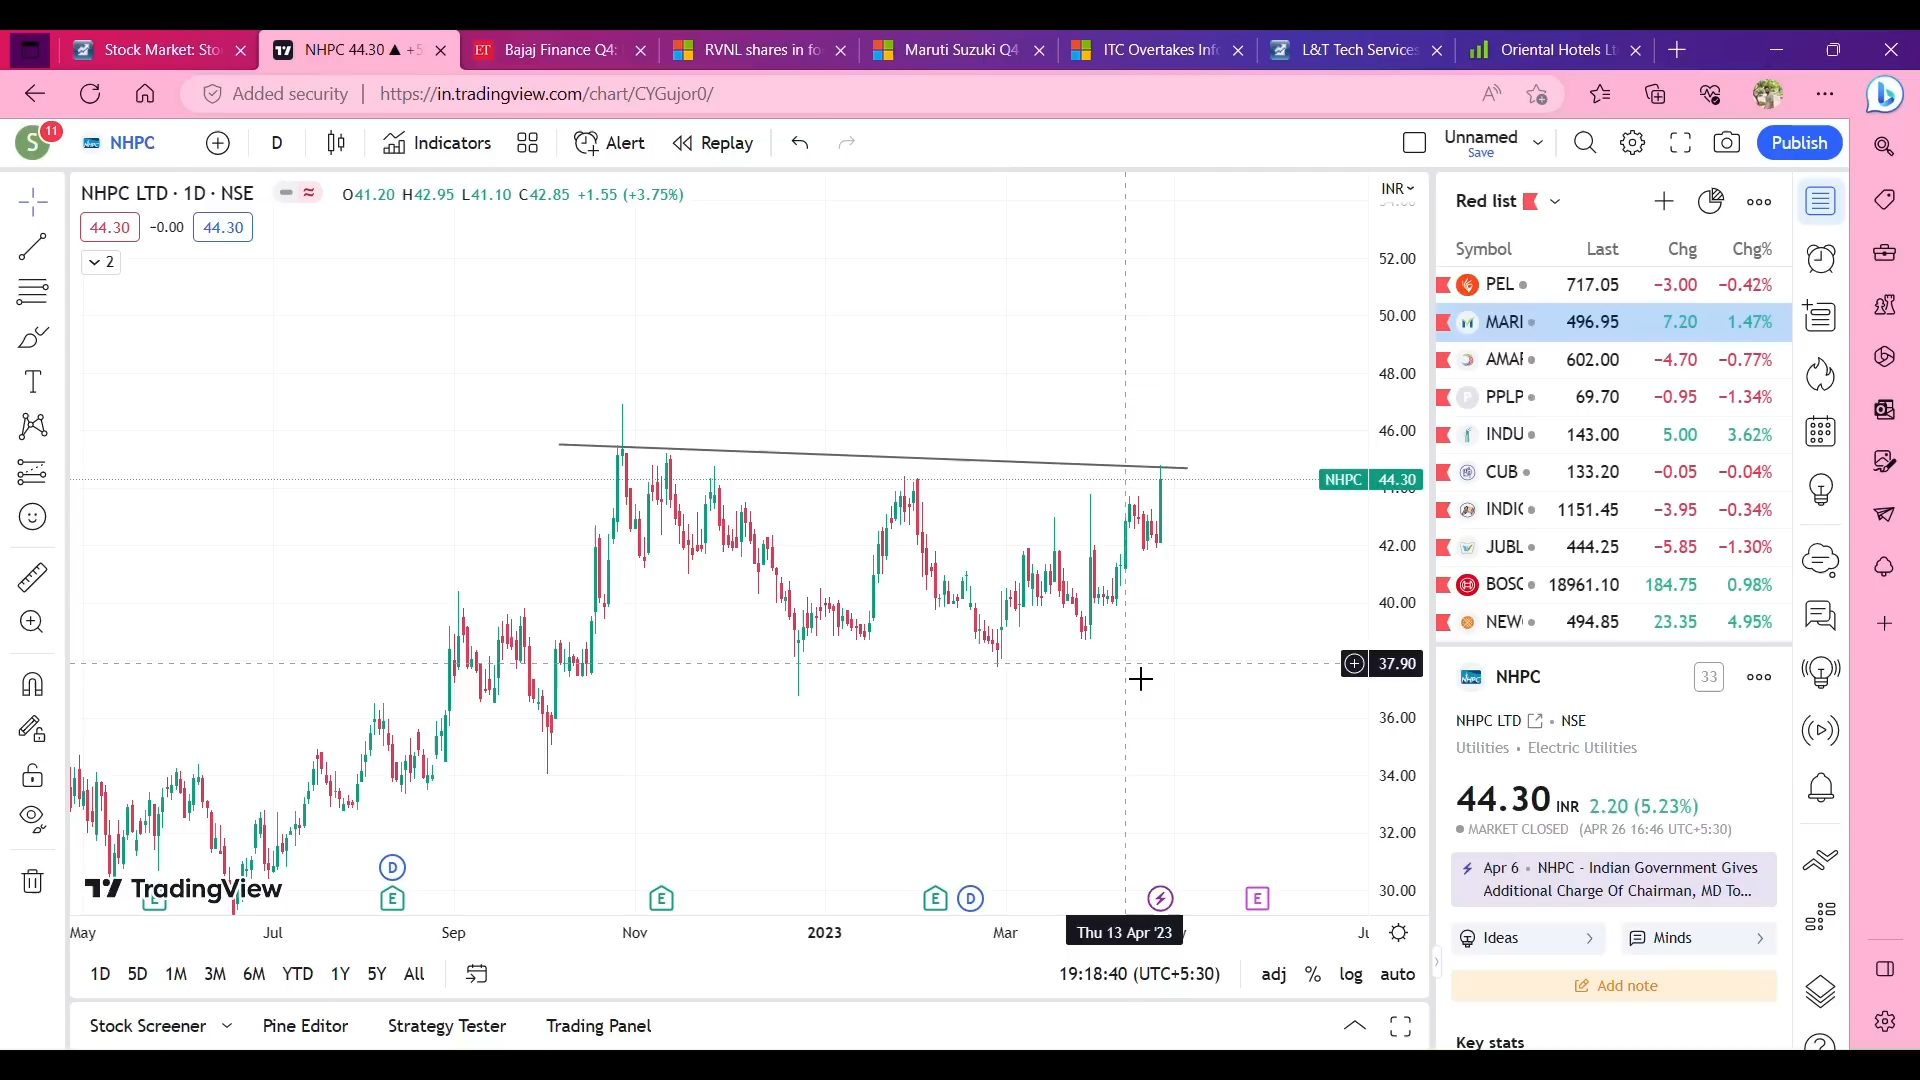 Stock Market: Sto
NHPC 44.30 ▲ +5
ET Bajaj Finance Q4:
RVNL shares in fo
Maruti Suzuki Q4
ITC Overtakes Info
L&T Tech Services
Oriental Hotels Lt
Added security
https://in.tradingview.com/chart/CYGujor0/
S 11
NHPC
D
Indicators
Alert
Replay
Unnamed
Save
Publish
NHPC LTD · 1D · NSE
O41.20 H42.95 L41.10 C42.85 +1.55 (+3.75%)
44.30 −0.00 44.30
2
INR
52.00
50.00
48.00
46.00
NHPC 44.30
42.00
40.00
37.90
36.00
34.00
32.00
30.00
TradingView
D
E
E
E
D
E
May Jul Sep Nov 2023 Mar Thu 13 Apr '23
1D 5D 1M 3M 6M YTD 1Y 5Y All
19:18:40 (UTC+5:30) adj % log auto
Stock Screener Pine Editor Strategy Tester Trading Panel
Red list
Symbol Last Chg Chg%
PEL 717.05 −3.00 −0.42%
MARI 496.95 7.20 1.47%
AMAR 602.00 −4.70 −0.77%
P PPLP 69.70 −0.95 −1.34%
INDU 143.00 5.00 3.62%
CUB 133.20 −0.05 −0.04%
INDIG 1151.45 −3.95 −0.34%
JUBL 444.25 −5.85 −1.30%
BOSC 18961.10 184.75 0.98%
NEW 494.85 23.35 4.95%
NHPC 33
NHPC LTD • NSE
Utilities • Electric Utilities
44.30 INR 2.20 (5.23%)
MARKET CLOSED (APR 26 16:46 UTC+5:30)
Apr 6 • NHPC - Indian Government Gives
Additional Charge Of Chairman, MD To...
Ideas
Minds
Add note
Key stats